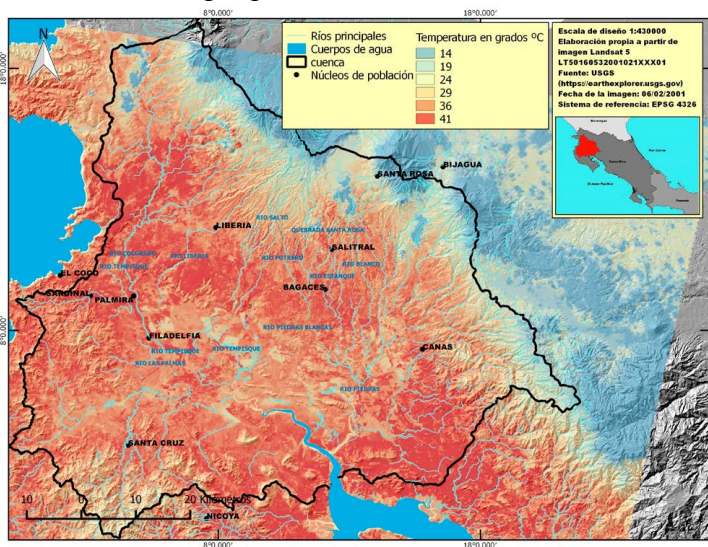 8°0.000'
18°0.000'
N
Ríos principales
Cuerpos de agua
cuenca
Núcleos de población
Temperatura en grados ºC
14
19
24
29
36
41
Escala de diseño 1:430000
Elaboración propia a partir de
imagen Landsat 5
LT50160532001021XXX01
Fuente: USGS
(https://earthexplorer.usgs.gov)
Fecha de la imagen: 06/02/2001
Sistema de referencia: EPSG 4326
18°0.000'
BIJAGUA
SANTA ROSA
RIO SALTO
LIBERIA
QUEBRADA SANTA ROSA
SALITRAL
RIO COLORADO
RIO LIBERIA
RIO POTRERO
RIO BLANCO
RIO TEMPISQUE
EL COCO
RIO ESTANQUE
BAGACES
SARDINAL
PALMIRA
RIO PIEDRAS BLANCAS
8°0.000'
FILADELFIA
CANAS
RIO TEMPISQUE
RIO TEMPISQUE
RIO LAS PALMAS
RIO PIEDRAS
SANTA CRUZ
10 0 10 20 Kilómetros
NICOYA
8°0.000'
18°0.000'